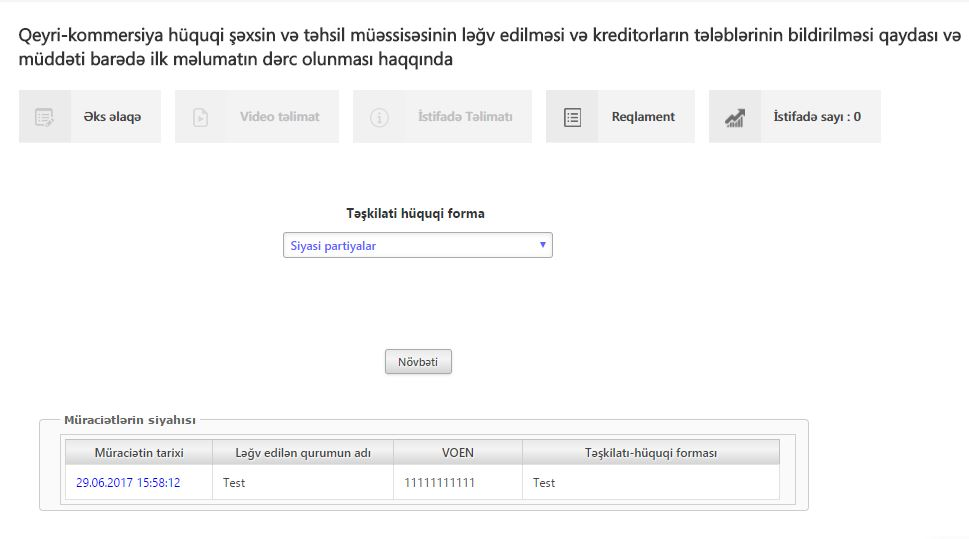 Qeyri-kommersiya hüquqi şəxsin və təhsil müəssisəsinin ləğv edilməsi və kreditorların tələblərinin bildirilməsi qaydası və
müddəti barədə ilk məlumatın dərc olunması haqqında
Əks əlaqə Video təlimat İstifadə Təlimatı Reqlament İstifadə sayı : 0
Təşkilati hüquqi forma
Siyasi partiyalar
Növbəti
Müraciətlərin siyahısı
Müraciətin tarixi Ləğv edilən qurumun adı VOEN Təşkilatı-hüquqi forması
29.06.2017 15:58:12 Test 11111111111 Test